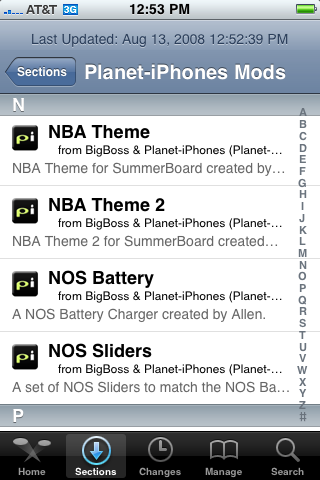 AT&T 3G 12:53 PM
Last Updated: Aug 13, 2008 12:52:39 PM
Sections Planet-iPhones Mods
N
pi NBA Theme
from BigBoss & Planet-iPhones (Planet-...
NBA Theme for SummerBoard created by...
pi NBA Theme 2
from BigBoss & Planet-iPhones (Planet-...
NBA Theme 2 for SummerBoard created...
pi NOS Battery
from BigBoss & Planet-iPhones (Planet-...
A NOS Battery Charger created by Allen.
pi NOS Sliders
from BigBoss & Planet-iPhones (Planet-...
A set of NOS Sliders to match the NOS Ba...
P
A
B
C
D
E
F
G
H
I
J
K
L
M
N
O
P
Q
R
S
T
U
V
W
X
Y
Z
#
Home Sections Changes Manage Search